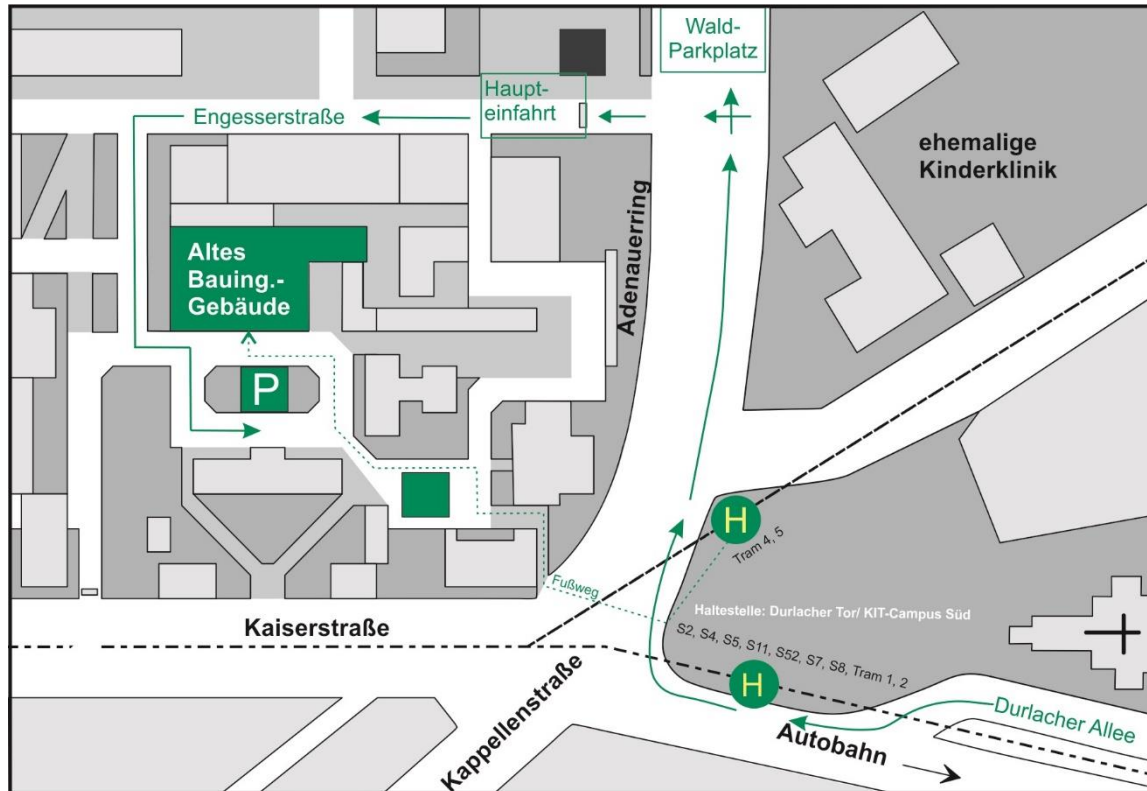 Wald-
Parkplatz
Haupt-
einfahrt
Engesserstraße
ehemalige
Kinderklinik
Adenauerring
Altes
Bauing.-
Gebäude
P
H
Tram 4, 5
Fußweg
Haltestelle: Durlacher Tor/ KIT-Campus Süd
Kaiserstraße
S2, S4, S5, S11, S52, S7, S8, Tram 1, 2
H
Kappellenstraße
Durlacher Allee
Autobahn